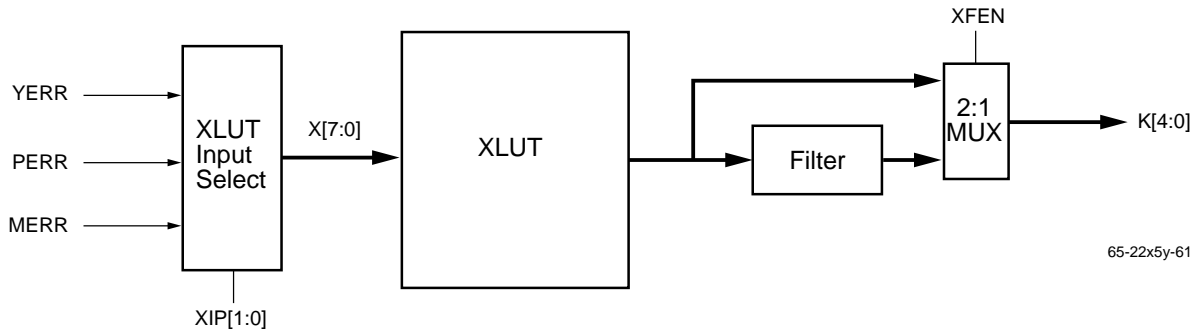 XFEN
YERR
PERR
MERR
XLUT
Input
Select
X[7:0]
XLUT
Filter
2:1
MUX
K[4:0]
XIP[1:0]
65-22x5y-61